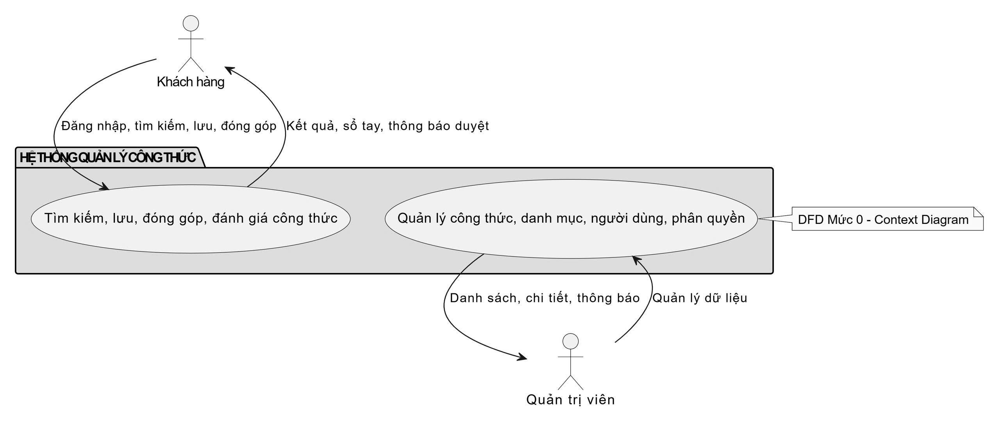 Khách hàng
Đăng nhập, tìm kiếm, lưu, đóng góp
Kết quả, sổ tay, thông báo duyệt
HỆ THỐNG QUẢN LÝ CÔNG THỨC
Tìm kiếm, lưu, đóng góp, đánh giá công thức
Quản lý công thức, danh mục, người dùng, phân quyền
DFD Mức 0 - Context Diagram
Danh sách, chi tiết, thông báo
Quản lý dữ liệu
Quản trị viên